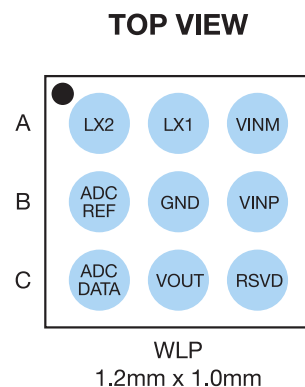 TOP VIEW
A
LX2
LX1
VINM
B
ADC
REF
GND
VINP
C
ADC
DATA
VOUT
RSVD
WLP
1.2mm x 1.0mm